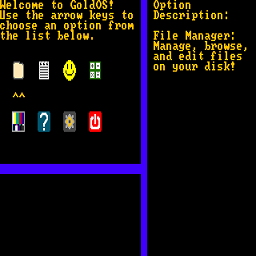 Welcome to GoldOS!
Use the arrow keys to
choose an option from
the list below.
^^
?
Option
Description:
File Manager:
Manage, browse,
and edit files
on your disk!